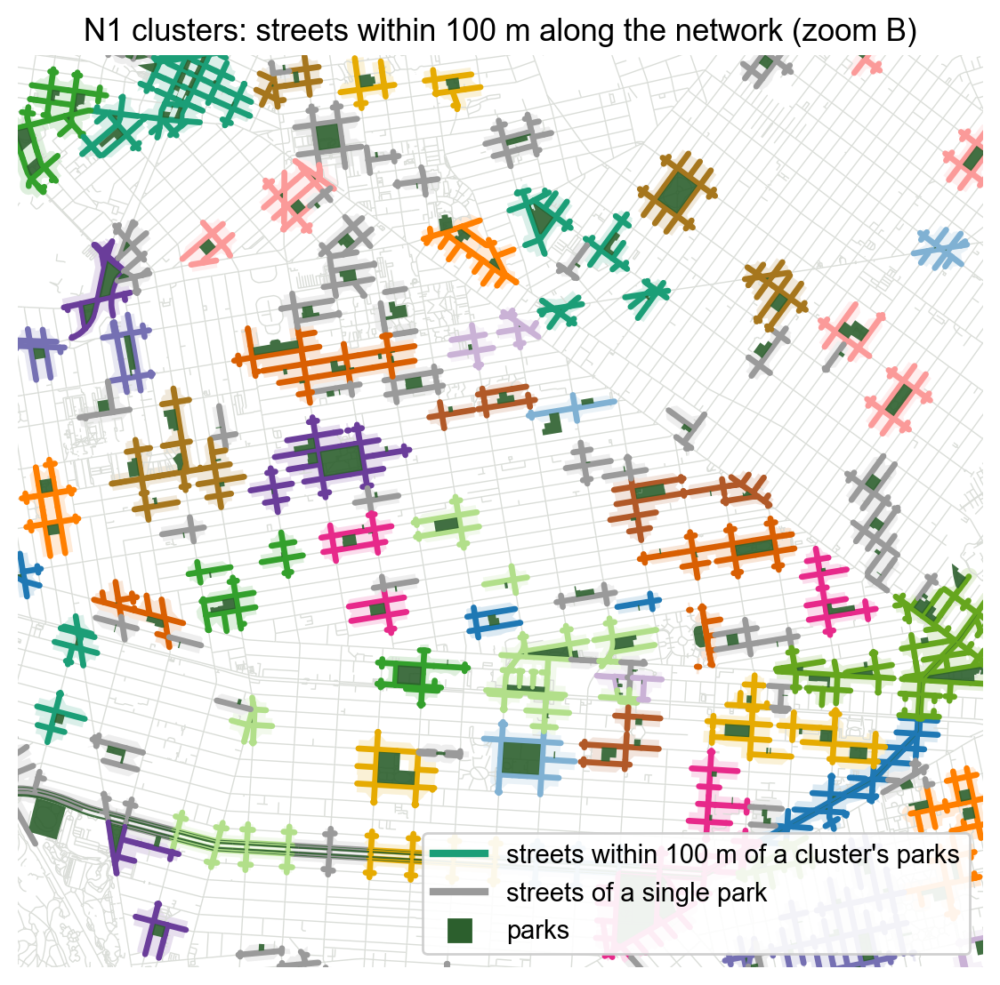 N1 clusters: streets within 100 m along the network (zoom B)
streets within 100 m of a cluster's parks
streets of a single park
parks